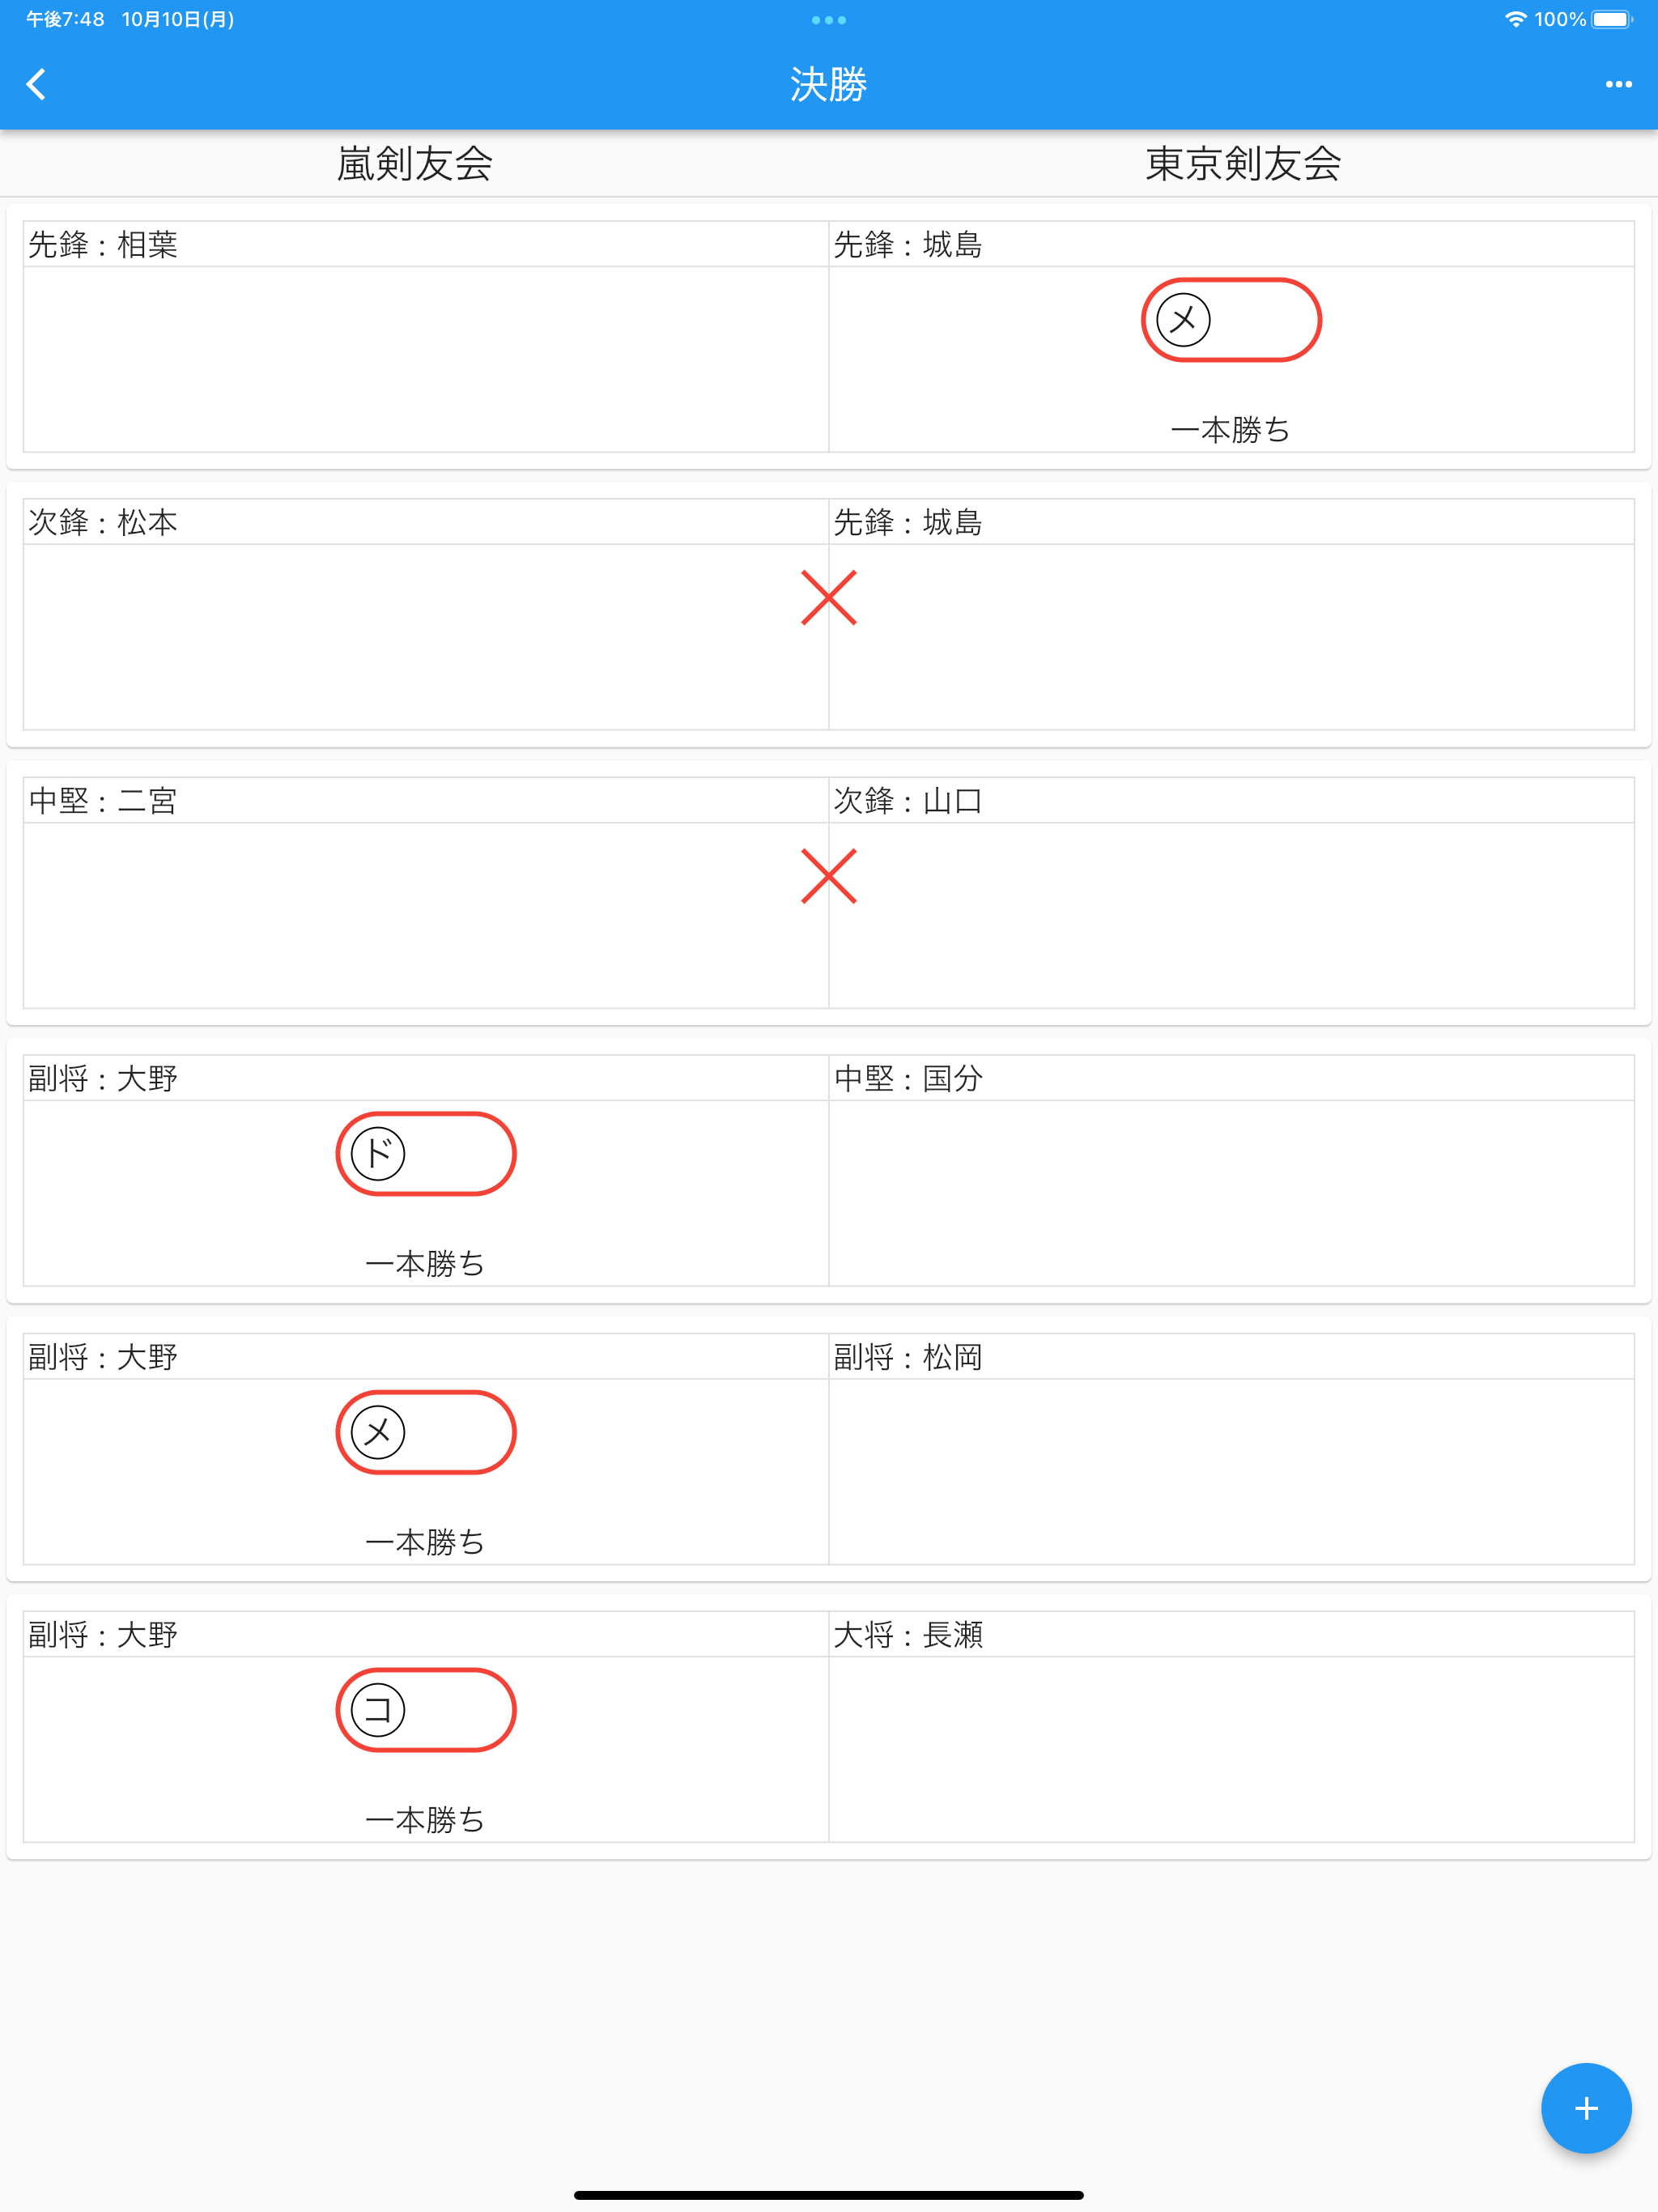 午後7:48 10月10日(月) 100%
決勝
嵐剣友会 東京剣友会
先鋒：相葉 先鋒：城島
メ
一本勝ち
次鋒：松本 先鋒：城島
中堅：二宮 次鋒：山口
副将：大野 中堅：国分
ド
一本勝ち
副将：大野 副将：松岡
メ
一本勝ち
副将：大野 大将：長瀬
コ
一本勝ち